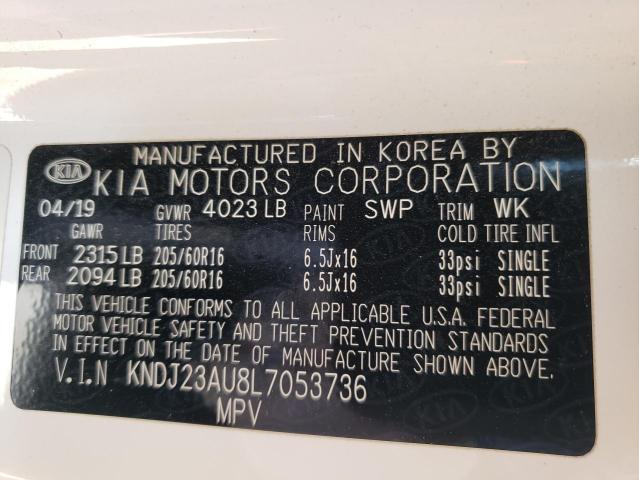 MANUFACTURED IN KOREA BY
KIA KIA MOTORS CORPORATION
04/19 GVWR 4023 LB PAINT SWP TRIM WK
GAWR TIRES RIMS COLD TIRE INFL
FRONT 2315 LB 205/60R16 6.5Jx16 33psi SINGLE
REAR 2094 LB 205/60R16 6.5Jx16 33psi SINGLE
THIS VEHICLE CONFORMS TO ALL APPLICABLE U.S.A. FEDERAL
MOTOR VEHICLE SAFETY AND THEFT PREVENTION STANDARDS
IN EFFECT ON THE DATE OF MANUFACTURE SHOWN ABOVE.
V.I.N KNDJ23AU8L7053736
MPV